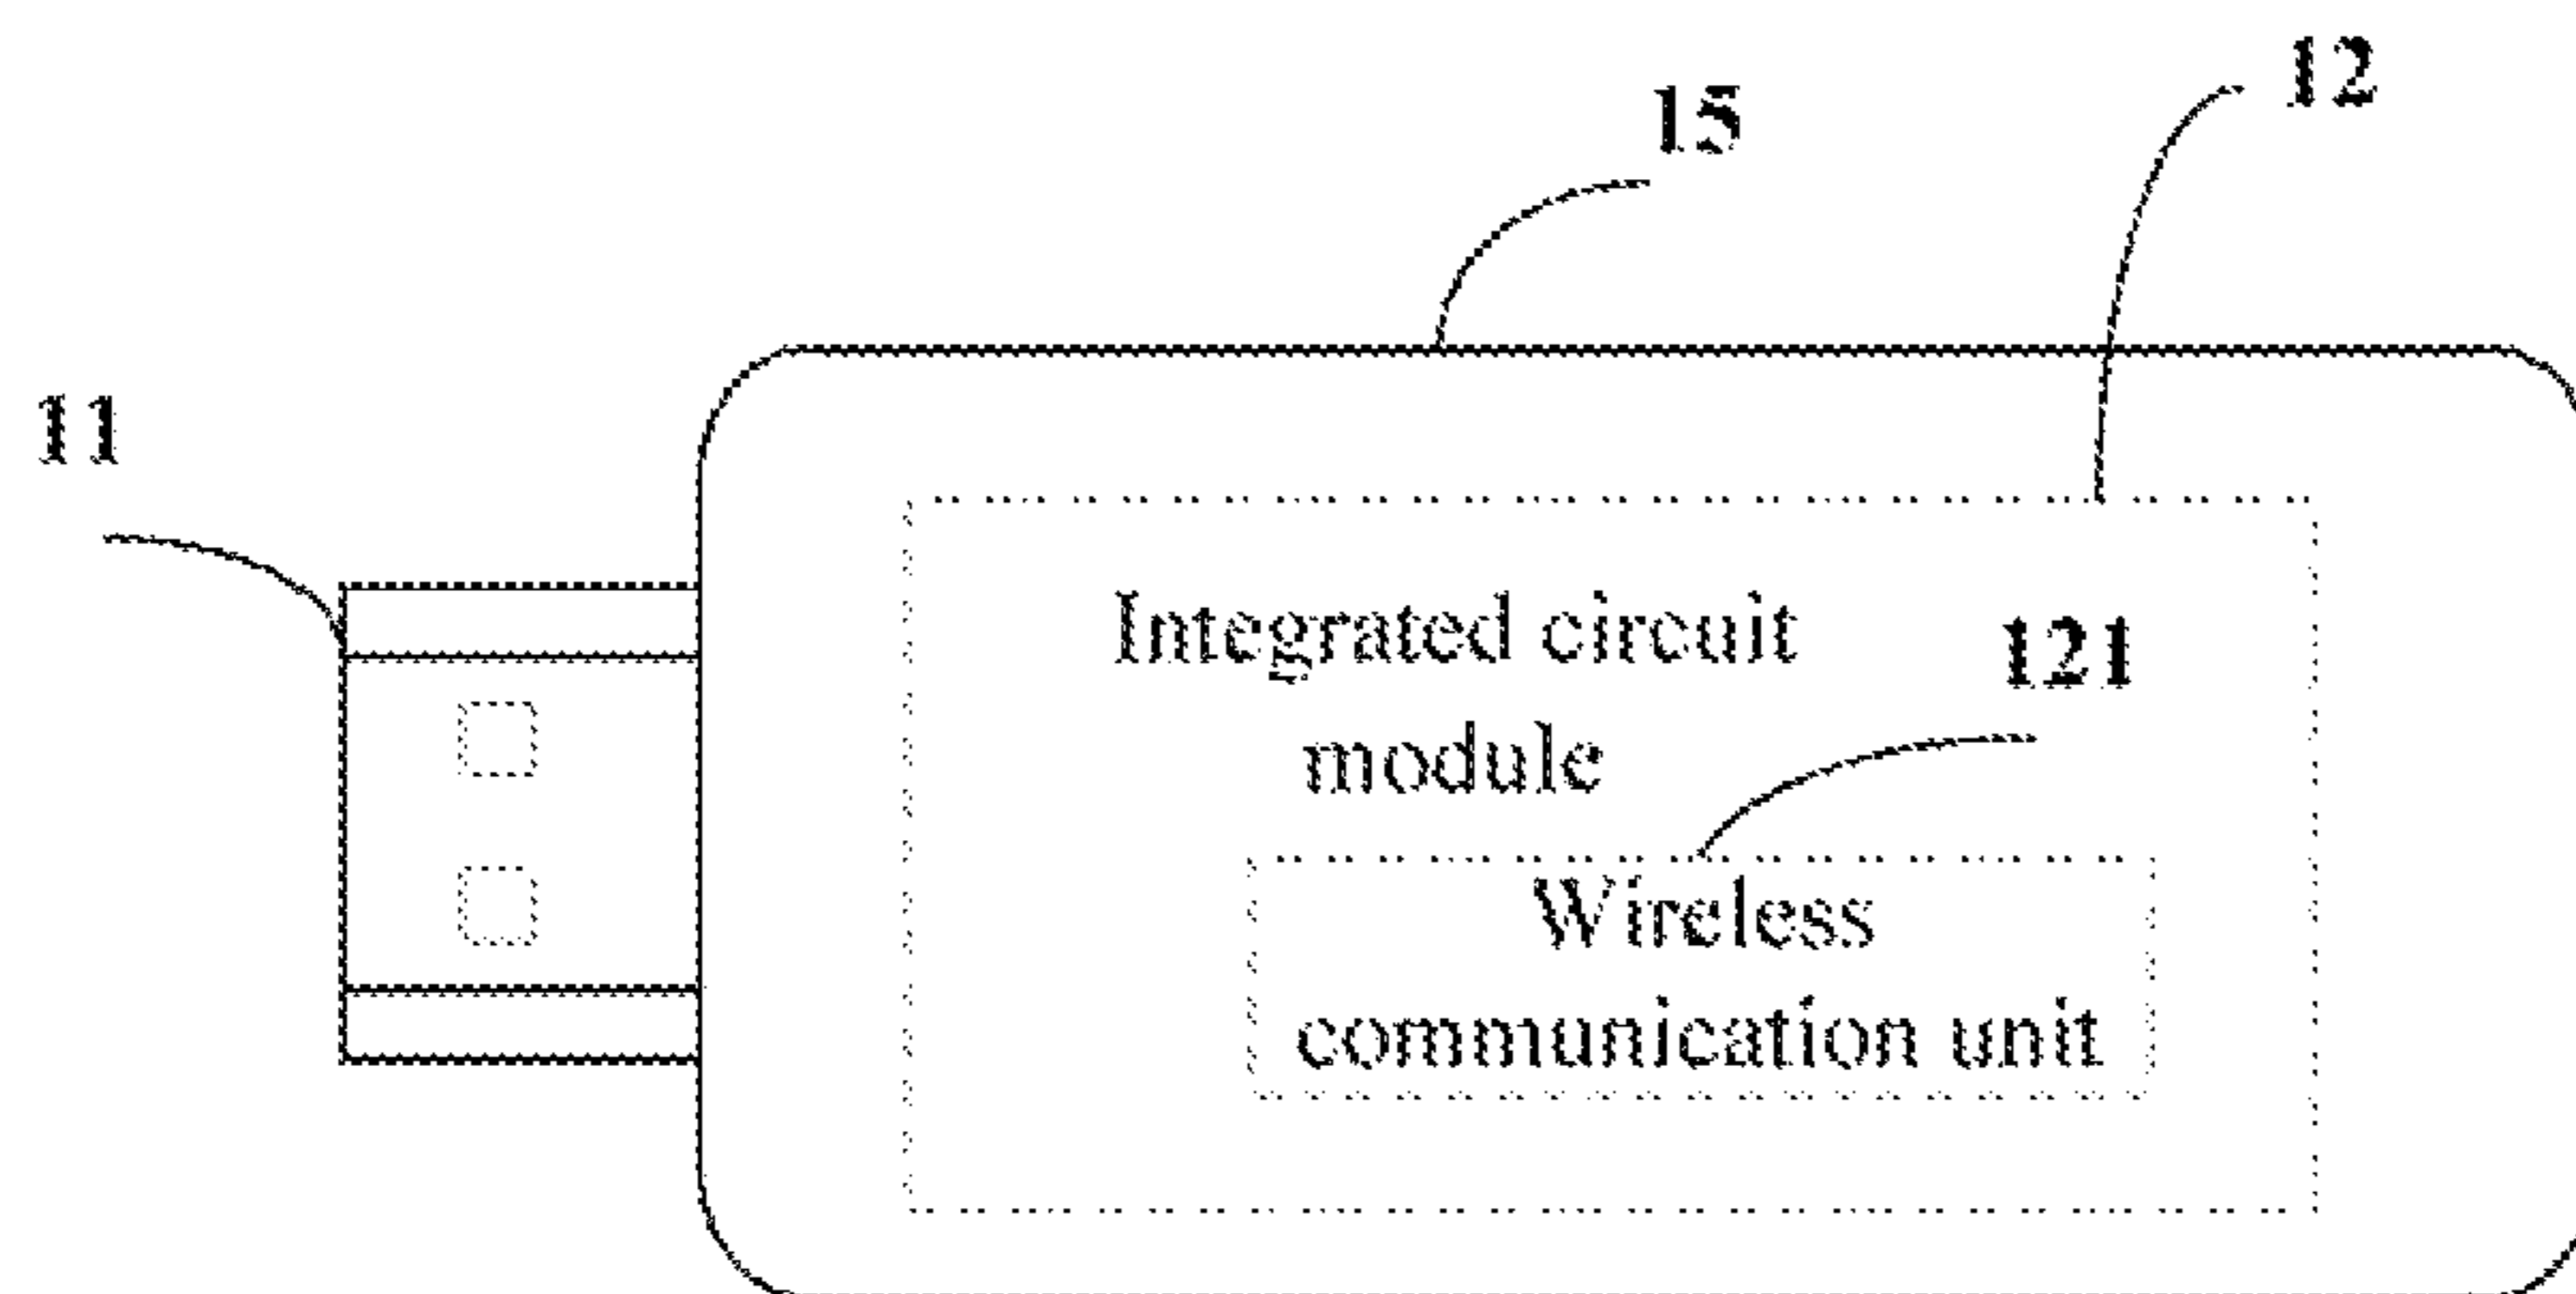 12
15
11
Integrated circuit
121
module
Wireless
communication unit